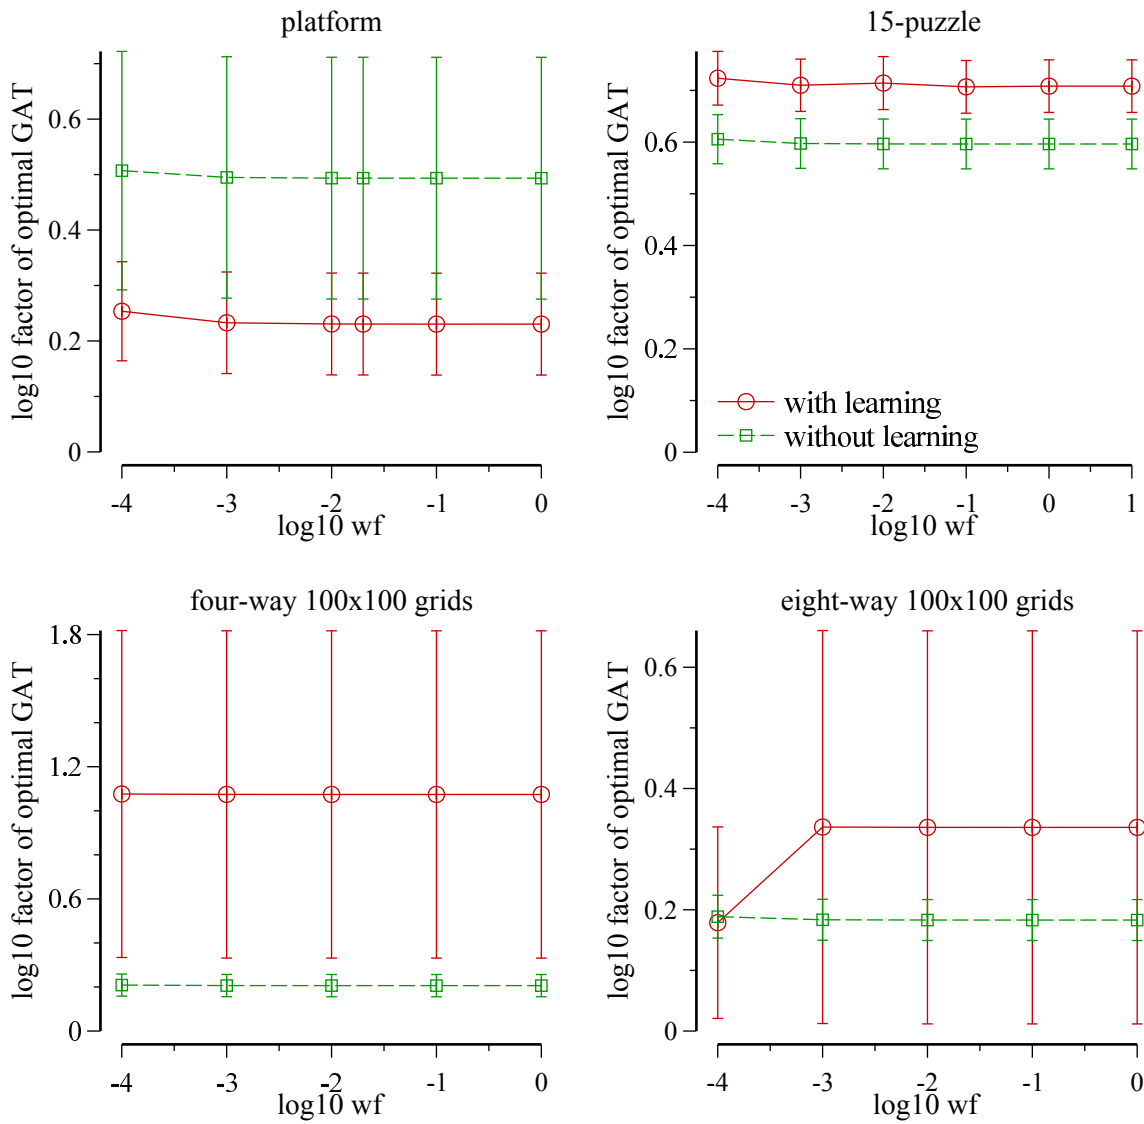 platform
log10 factor of optimal GAT
0.6
0.4
0.2
0
-4 -3 -2 -1 0
log10 wf
15-puzzle
log10 factor of optimal GAT
0.6
0.4
0.2
0
with learning
without learning
-4 -3 -2 -1 0 1
log10 wf
four-way 100x100 grids
log10 factor of optimal GAT
1.8
1.2
0.6
0
-4 -3 -2 -1 0
log10 wf
eight-way 100x100 grids
log10 factor of optimal GAT
0.6
0.4
0.2
0
-4 -3 -2 -1 0
log10 wf